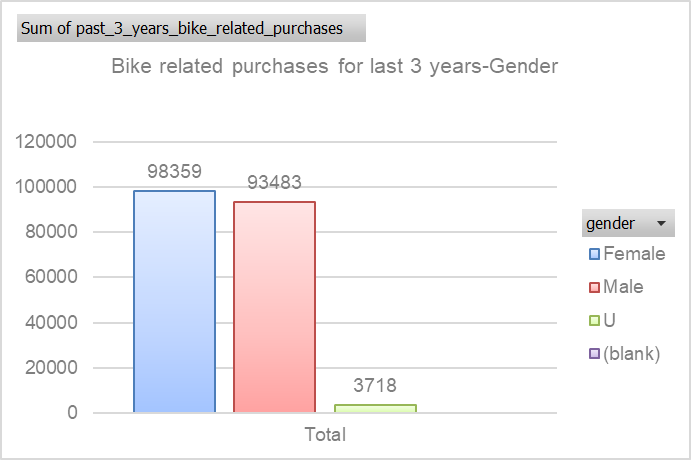 Sum of past_3_years_bike_related_purchases
Bike related purchases for last 3 years-Gender
120000
100000
80000
60000
40000
20000
0
98359
93483
3718
Total
gender
Female
Male
U
(blank)